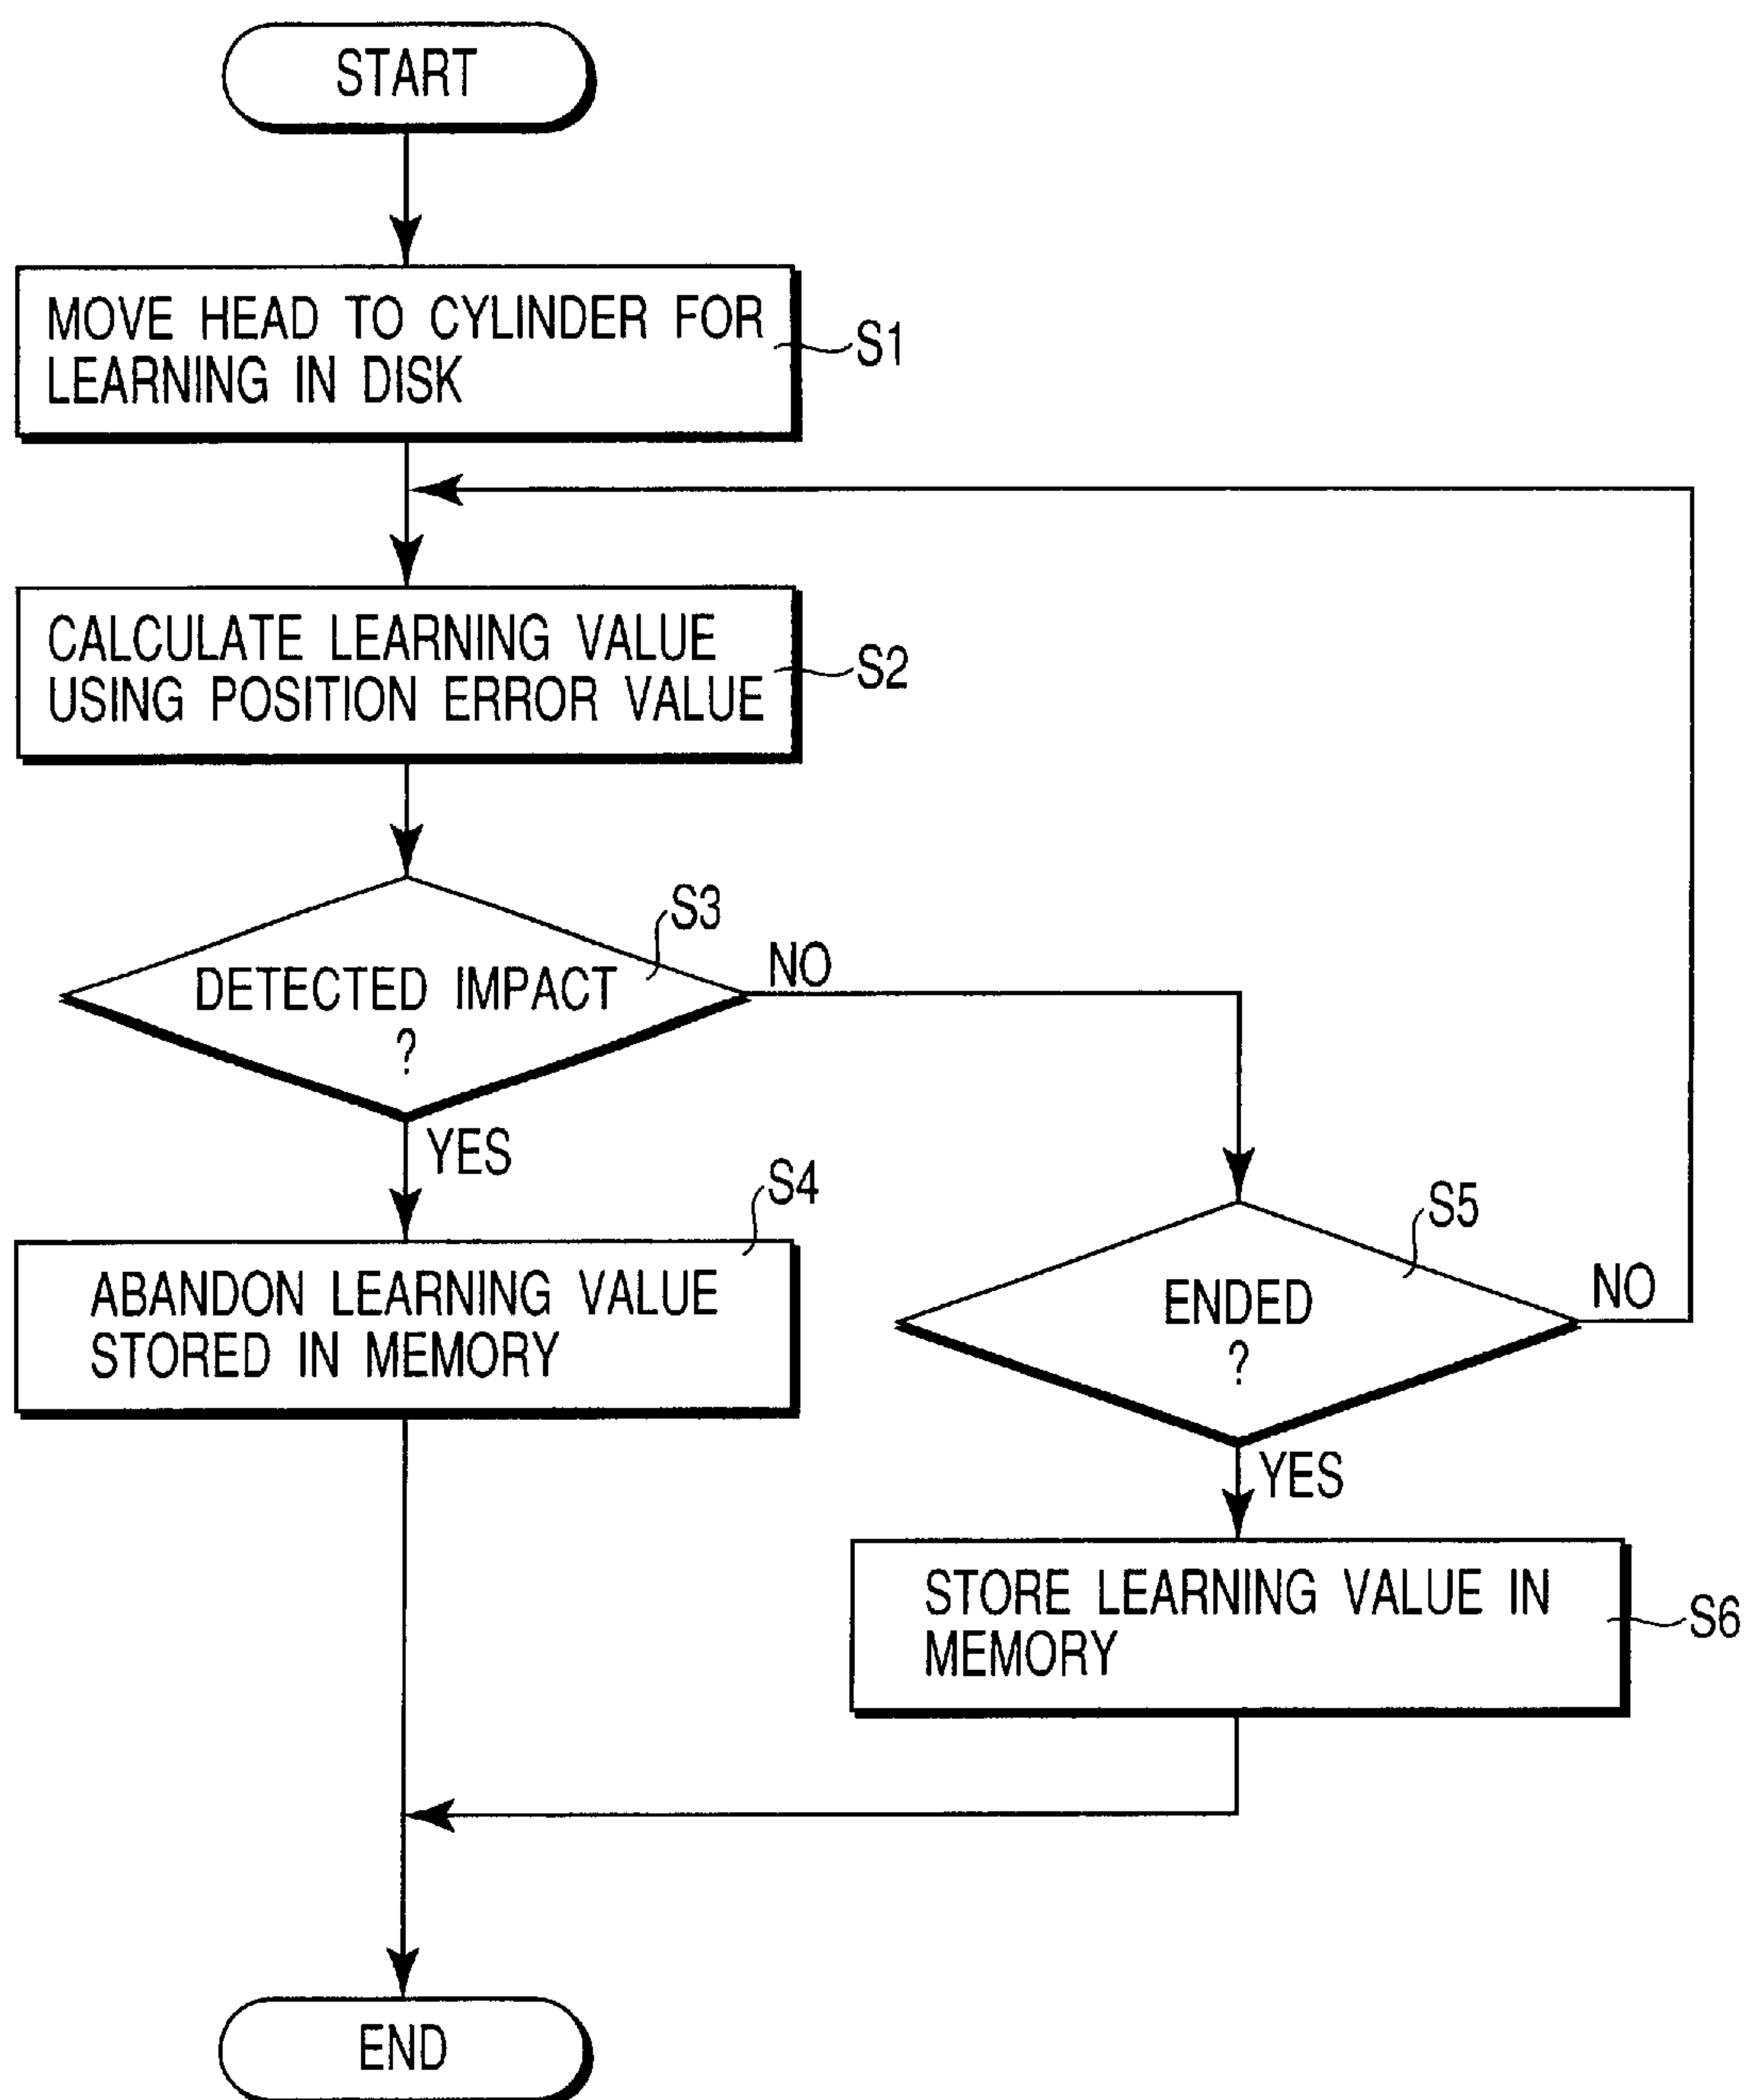 START
MOVE HEAD TO CYLINDER FOR
LEARNING IN DISK
S1
CALCULATE LEARNING VALUE
USING POSITION ERROR VALUE
S2
S3
DETECTED IMPACT
?
NO
YES
S4
ABANDON LEARNING VALUE
STORED IN MEMORY
S5
ENDED
?
NO
YES
STORE LEARNING VALUE IN
MEMORY
S6
END